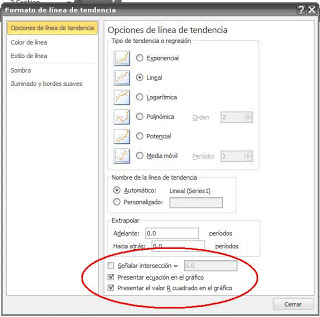 Formato de línea de tendencia
Opciones de línea de tendencia
Color de línea
Estilo de línea
Sombra
Iluminado y bordes suaves
Opciones de línea de tendencia
Tipo de tendencia o regresión
Exponencial
Lineal
Logarítmica
Polinómica Orden 2
Potencial
Media móvil Período: 2
Nombre de la línea de tendencia
Automático: Lineal (Series1)
Personalizado:
Extrapolar
Adelante: 0.0 períodos
Hacia atrás: 0.0 períodos
Señalar intersección = 0.0
Presentar ecuación en el gráfico
Presentar el valor R cuadrado en el gráfico
Cerrar